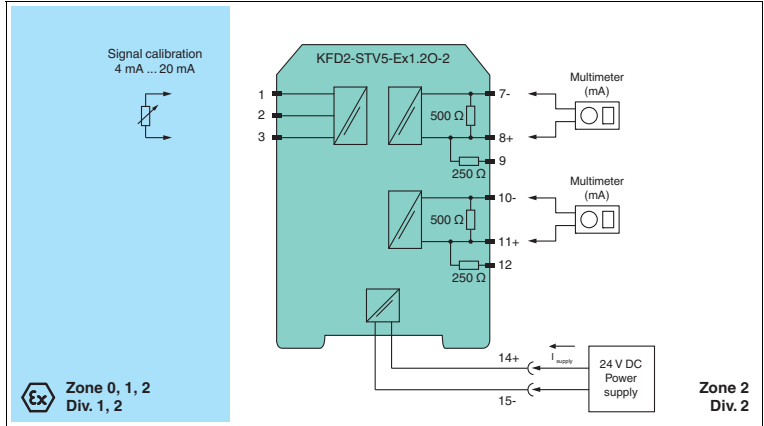 Signal calibration
4 mA ... 20 mA
KFD2-STV5-Ex1.2O-2
1
2
3
500 Ω
7-
8+
9
250 Ω
Multimeter
(mA)
500 Ω
10-
11+
12
250 Ω
Multimeter
(mA)
14+
15-
I supply
24 V DC
Power
supply
Ex
Zone 0, 1, 2
Div. 1, 2
Zone 2
Div. 2